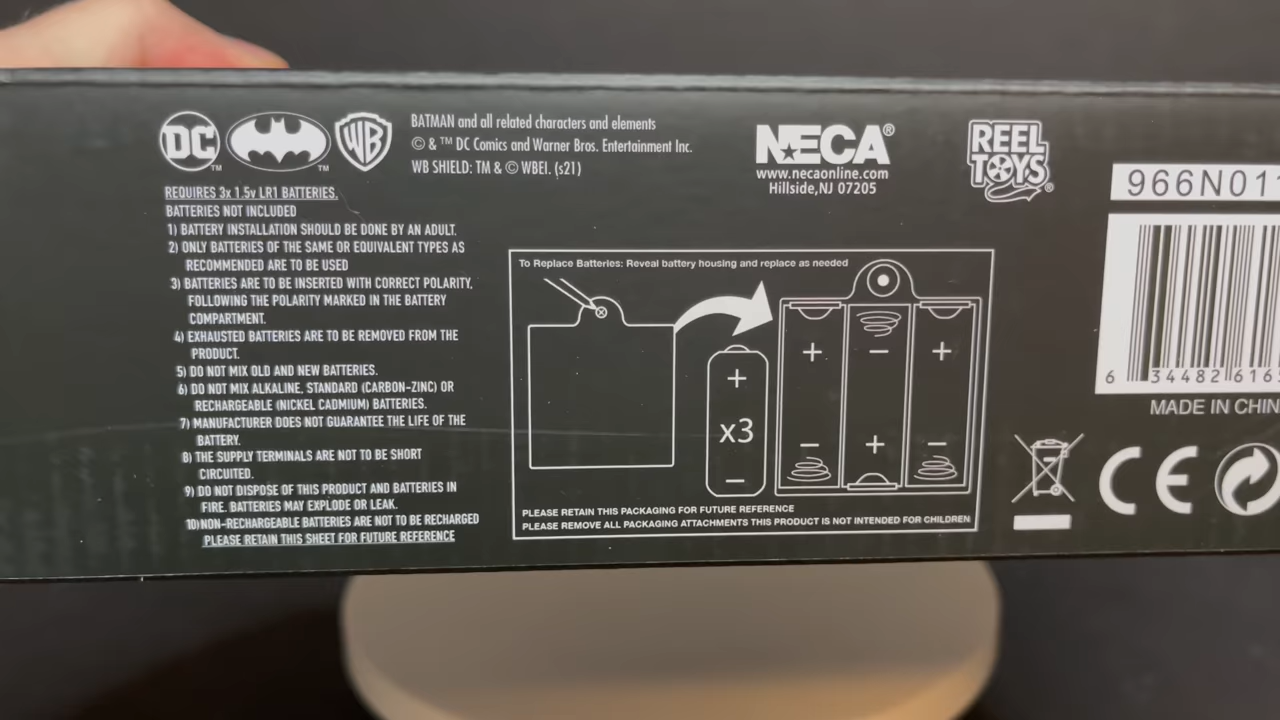 DC
TM
TM
WB
BATMAN and all related characters and elements
© & ™ DC Comics and Warner Bros. Entertainment Inc.
WB SHIELD: TM & © WBEI. (s21)
NECA®
www.necaonline.com
Hillside,NJ 07205
REEL
TOYS®
966N011
REQUIRES 3x 1.5v LR1 BATTERIES.
BATTERIES NOT INCLUDED
1) BATTERY INSTALLATION SHOULD BE DONE BY AN ADULT.
2) ONLY BATTERIES OF THE SAME OR EQUIVALENT TYPES AS
RECOMMENDED ARE TO BE USED
3) BATTERIES ARE TO BE INSERTED WITH CORRECT POLARITY,
FOLLOWING THE POLARITY MARKED IN THE BATTERY
COMPARTMENT.
4) EXHAUSTED BATTERIES ARE TO BE REMOVED FROM THE
PRODUCT.
5) DO NOT MIX OLD AND NEW BATTERIES.
6) DO NOT MIX ALKALINE, STANDARD (CARBON-ZINC) OR
RECHARGEABLE (NICKEL CADMIUM) BATTERIES.
7) MANUFACTURER DOES NOT GUARANTEE THE LIFE OF THE
BATTERY.
8) THE SUPPLY TERMINALS ARE NOT TO BE SHORT
CIRCUITED.
9) DO NOT DISPOSE OF THIS PRODUCT AND BATTERIES IN
FIRE. BATTERIES MAY EXPLODE OR LEAK.
10)NON-RECHARGEABLE BATTERIES ARE NOT TO BE RECHARGED
PLEASE RETAIN THIS SHEET FOR FUTURE REFERENCE
To Replace Batteries: Reveal battery housing and replace as needed
+
x3
−
+ − +
− + −
PLEASE RETAIN THIS PACKAGING FOR FUTURE REFERENCE
PLEASE REMOVE ALL PACKAGING ATTACHMENTS THIS PRODUCT IS NOT INTENDED FOR CHILDREN
6 34482 616
MADE IN CHIN
CE